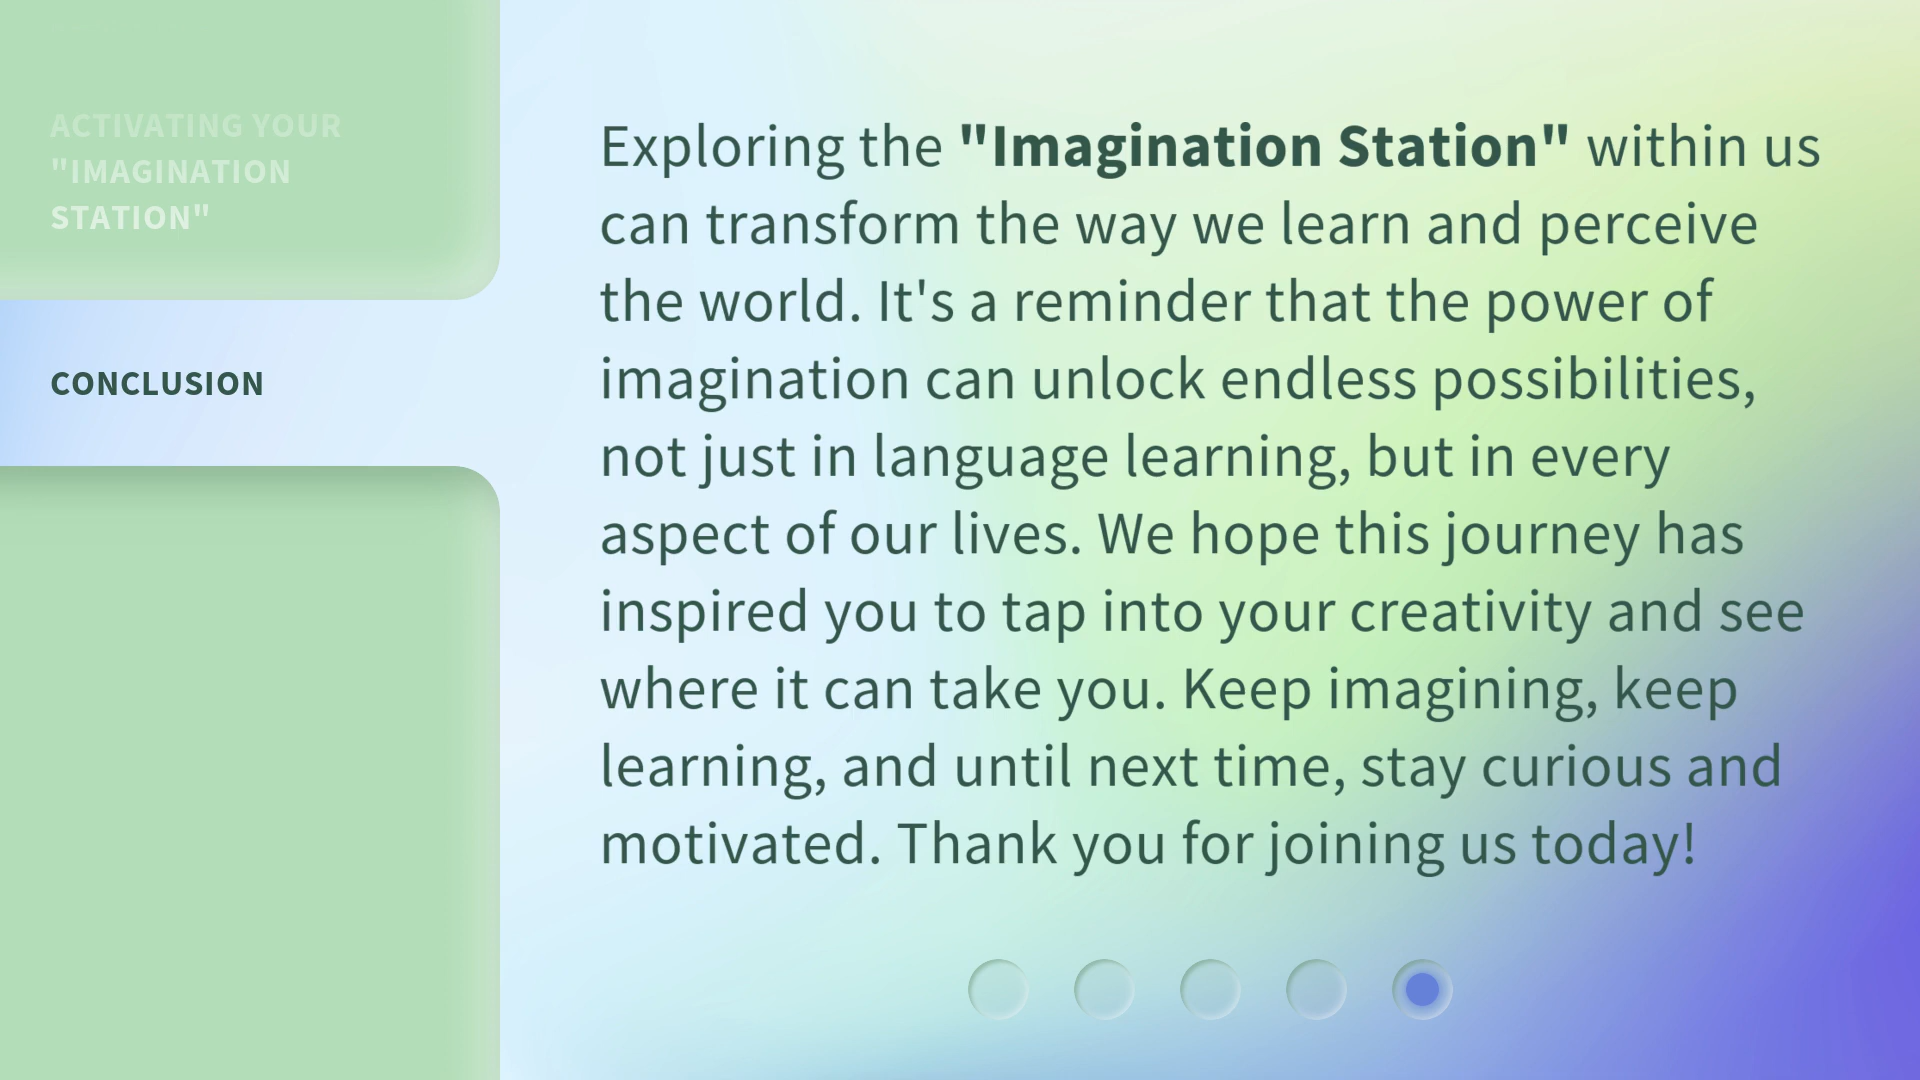 ACTIVATING YOUR
"IMAGINATION
STATION"
CONCLUSION
Exploring the "Imagination Station" within us
can transform the way we learn and perceive
the world. It's a reminder that the power of
imagination can unlock endless possibilities,
not just in language learning, but in every
aspect of our lives. We hope this journey has
inspired you to tap into your creativity and see
where it can take you. Keep imagining, keep
learning, and until next time, stay curious and
motivated. Thank you for joining us today!